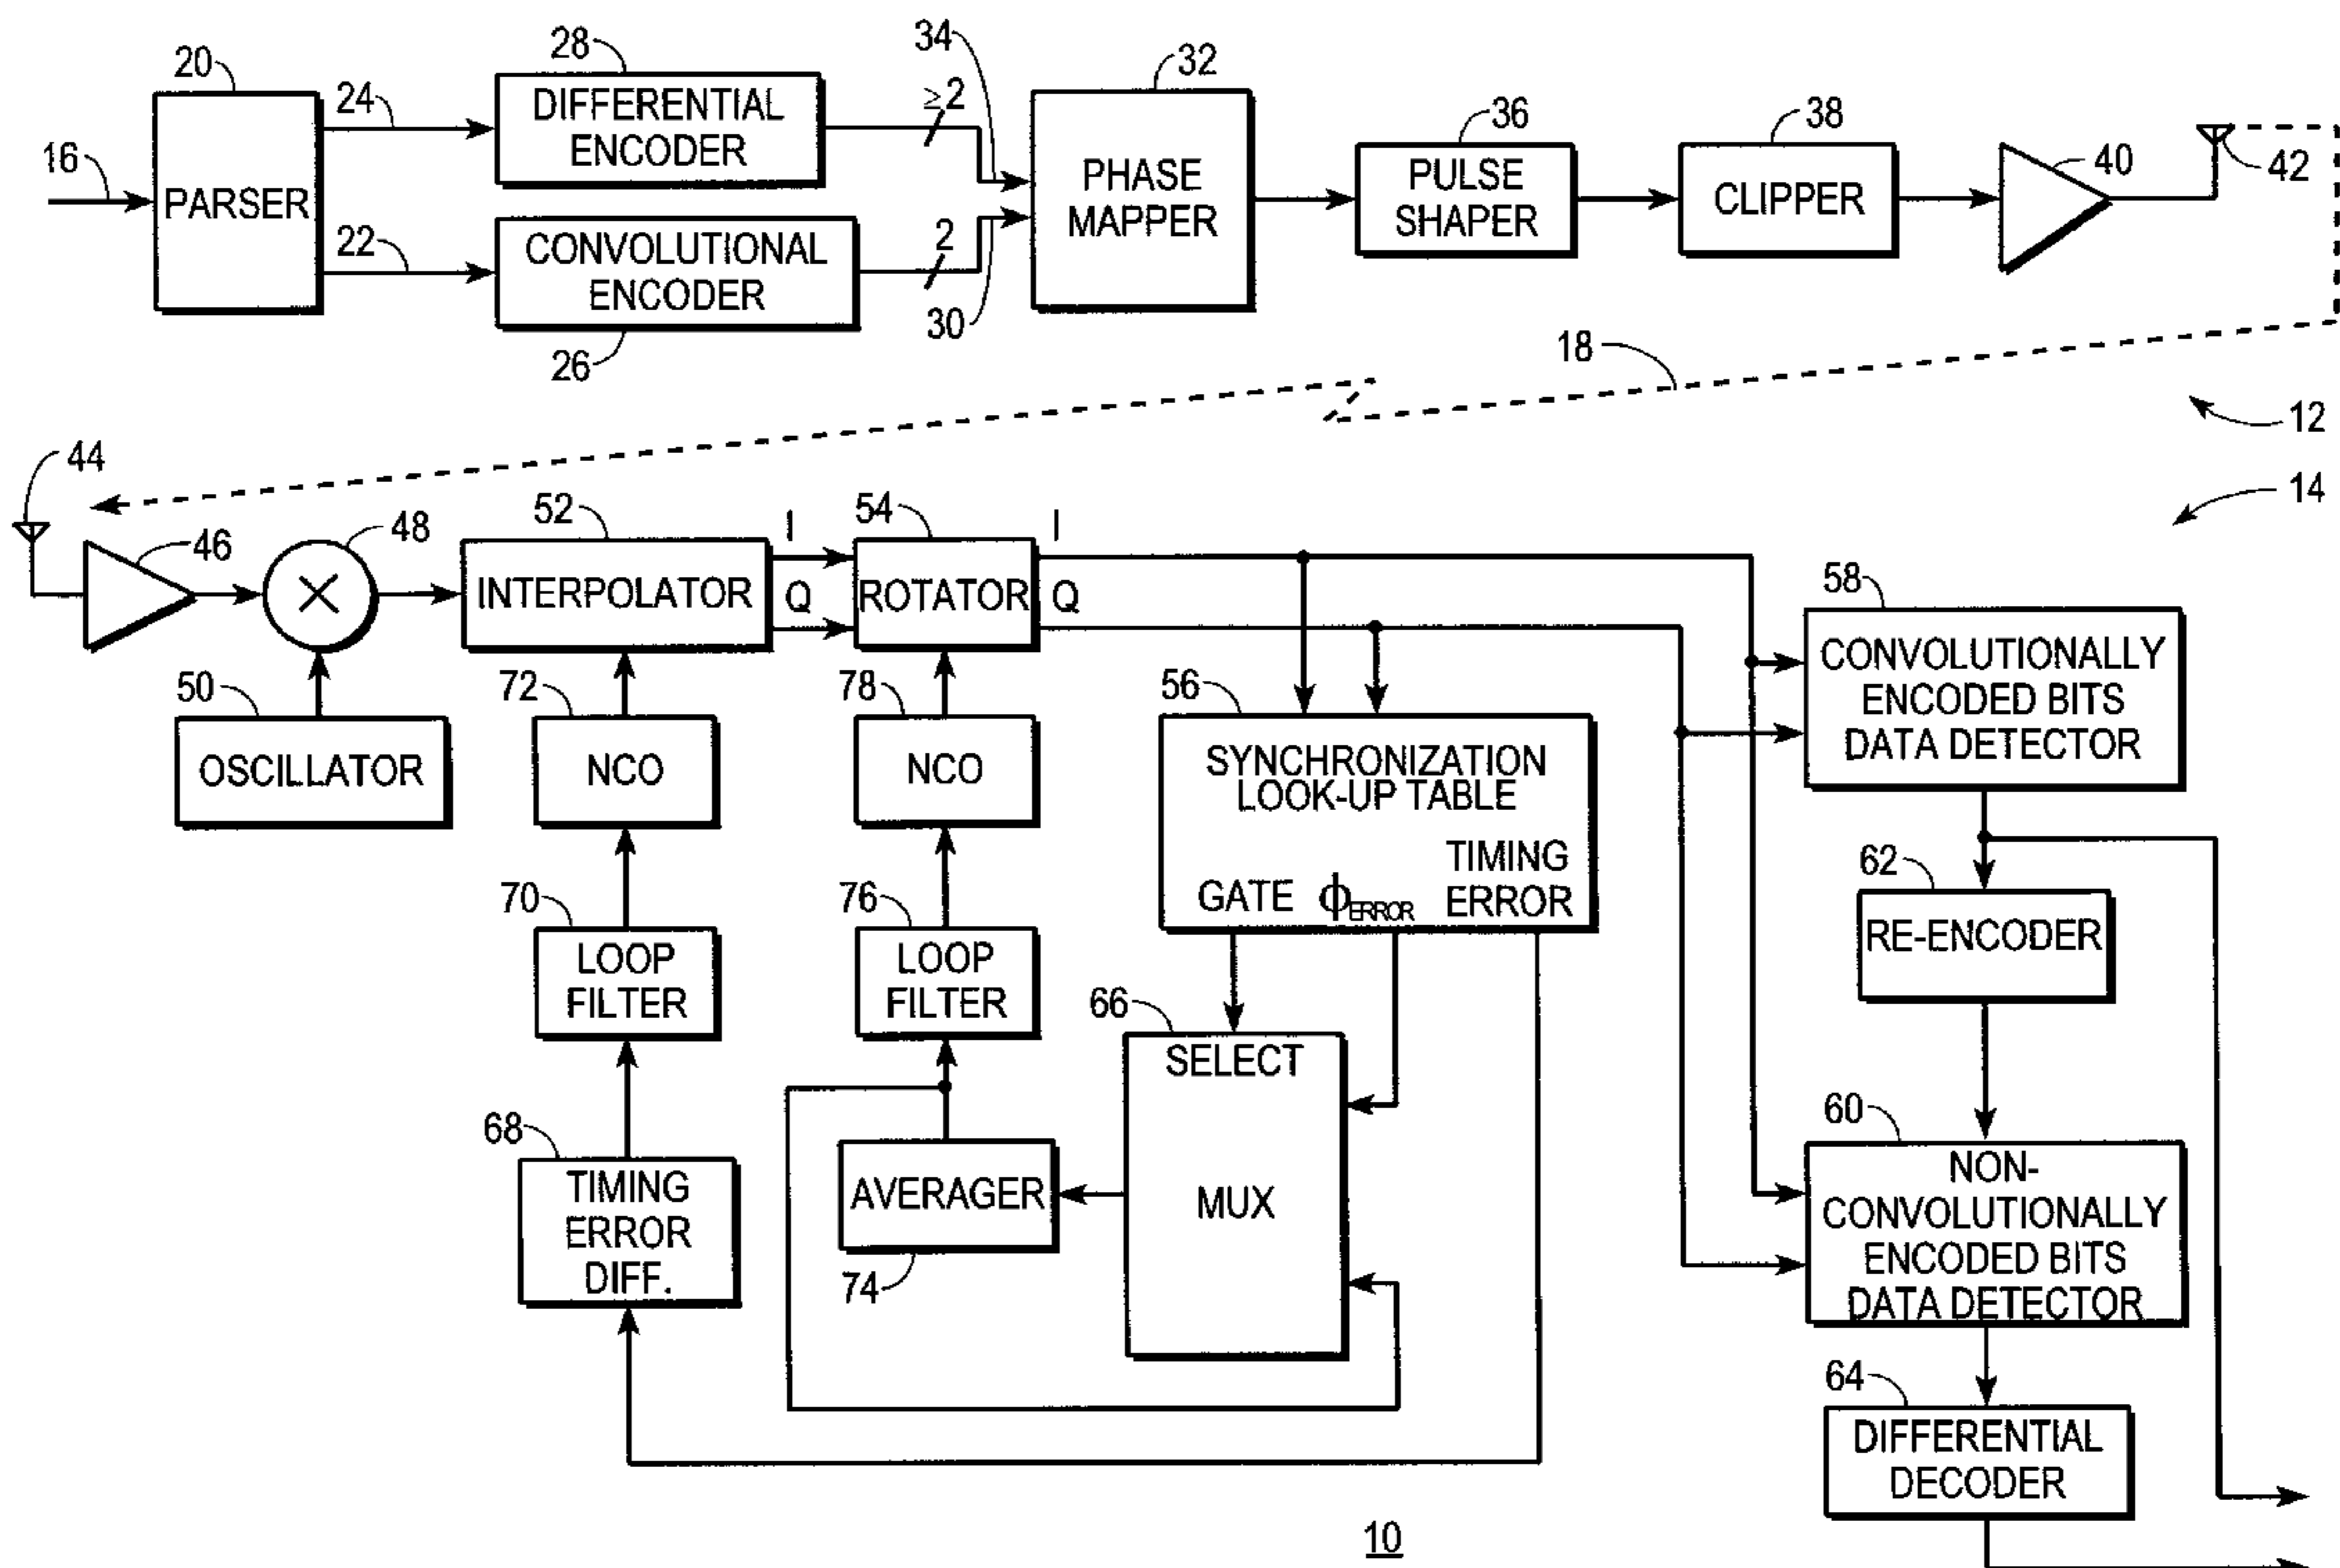 20
24
28
DIFFERENTIAL
ENCODER
≥2
34
32
16
PARSER
PHASE
MAPPER
36
PULSE
SHAPER
38
CLIPPER
40
42
22
CONVOLUTIONAL
ENCODER
26
2
30
18
12
44
14
46
48
52
INTERPOLATOR
I
Q
54
ROTATOR
I
Q
50
OSCILLATOR
72
NCO
78
NCO
56
SYNCHRONIZATION
LOOK-UP TABLE
GATE
ϕERROR
TIMING
ERROR
58
CONVOLUTIONALLY
ENCODED BITS
DATA DETECTOR
62
RE-ENCODER
70
LOOP
FILTER
76
LOOP
FILTER
66
SELECT
MUX
68
TIMING
ERROR
DIFF.
AVERAGER
74
60
NON-
CONVOLUTIONALLY
ENCODED BITS
DATA DETECTOR
64
DIFFERENTIAL
DECODER
10